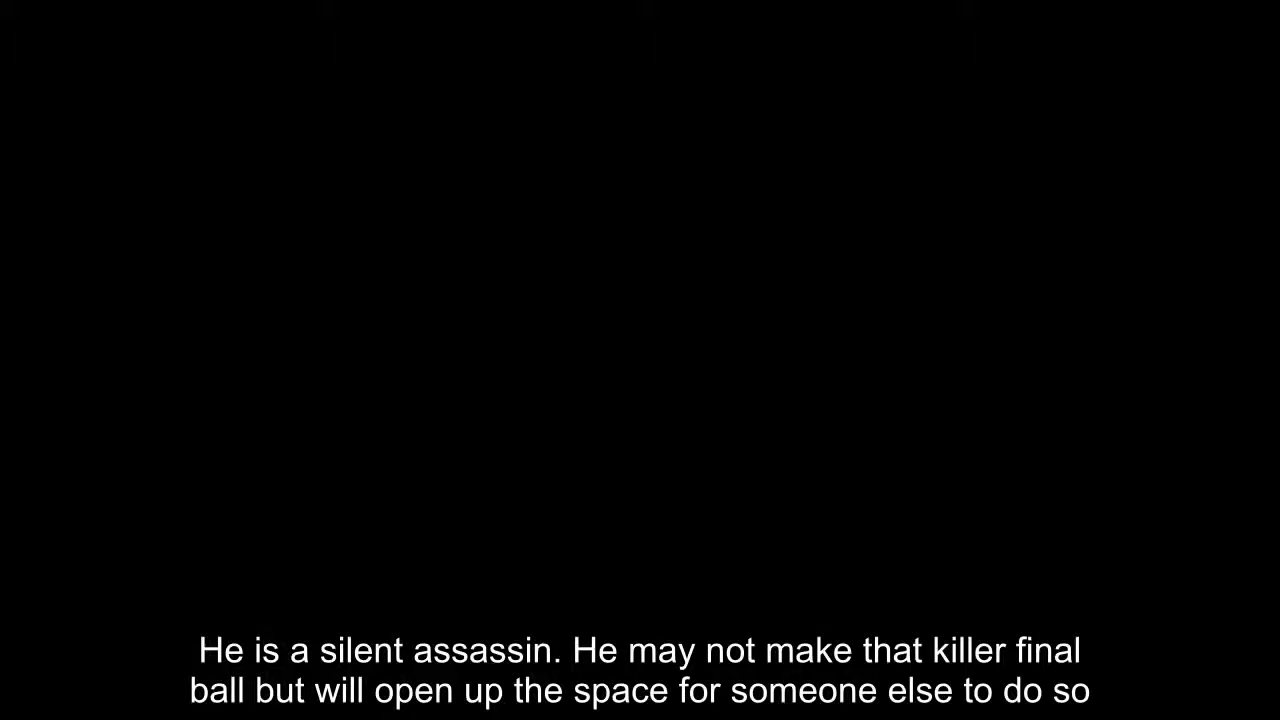 He is a silent assassin. He may not make that killer final
ball but will open up the space for someone else to do so